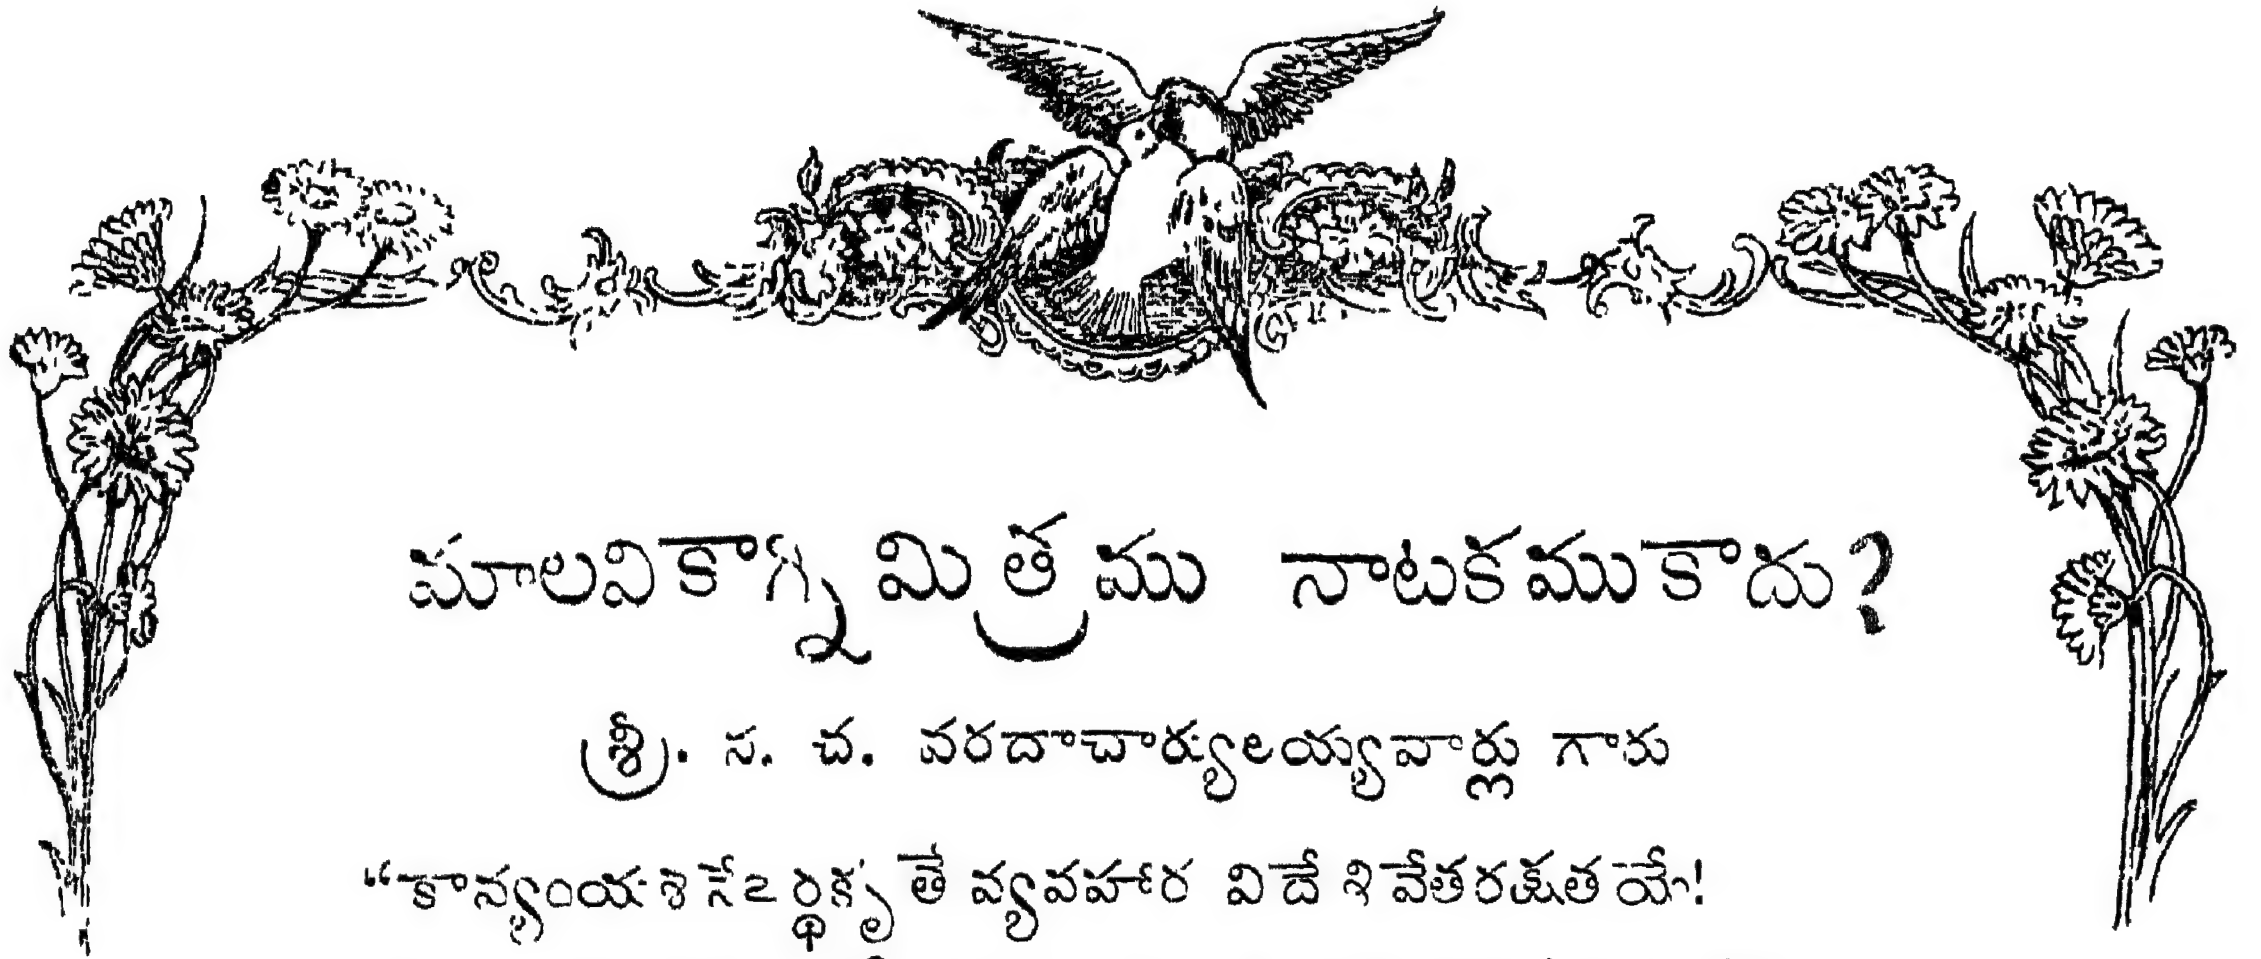 మాలవికాగ్నిమిత్రము నాటకముకాదు?
శ్రీ. స. చ. వరదాచార్యులయ్యవార్లు గారు
“కావ్యంయశసేఽర్థకృతే వ్యవహార విదే శివేతరక్షతయే!